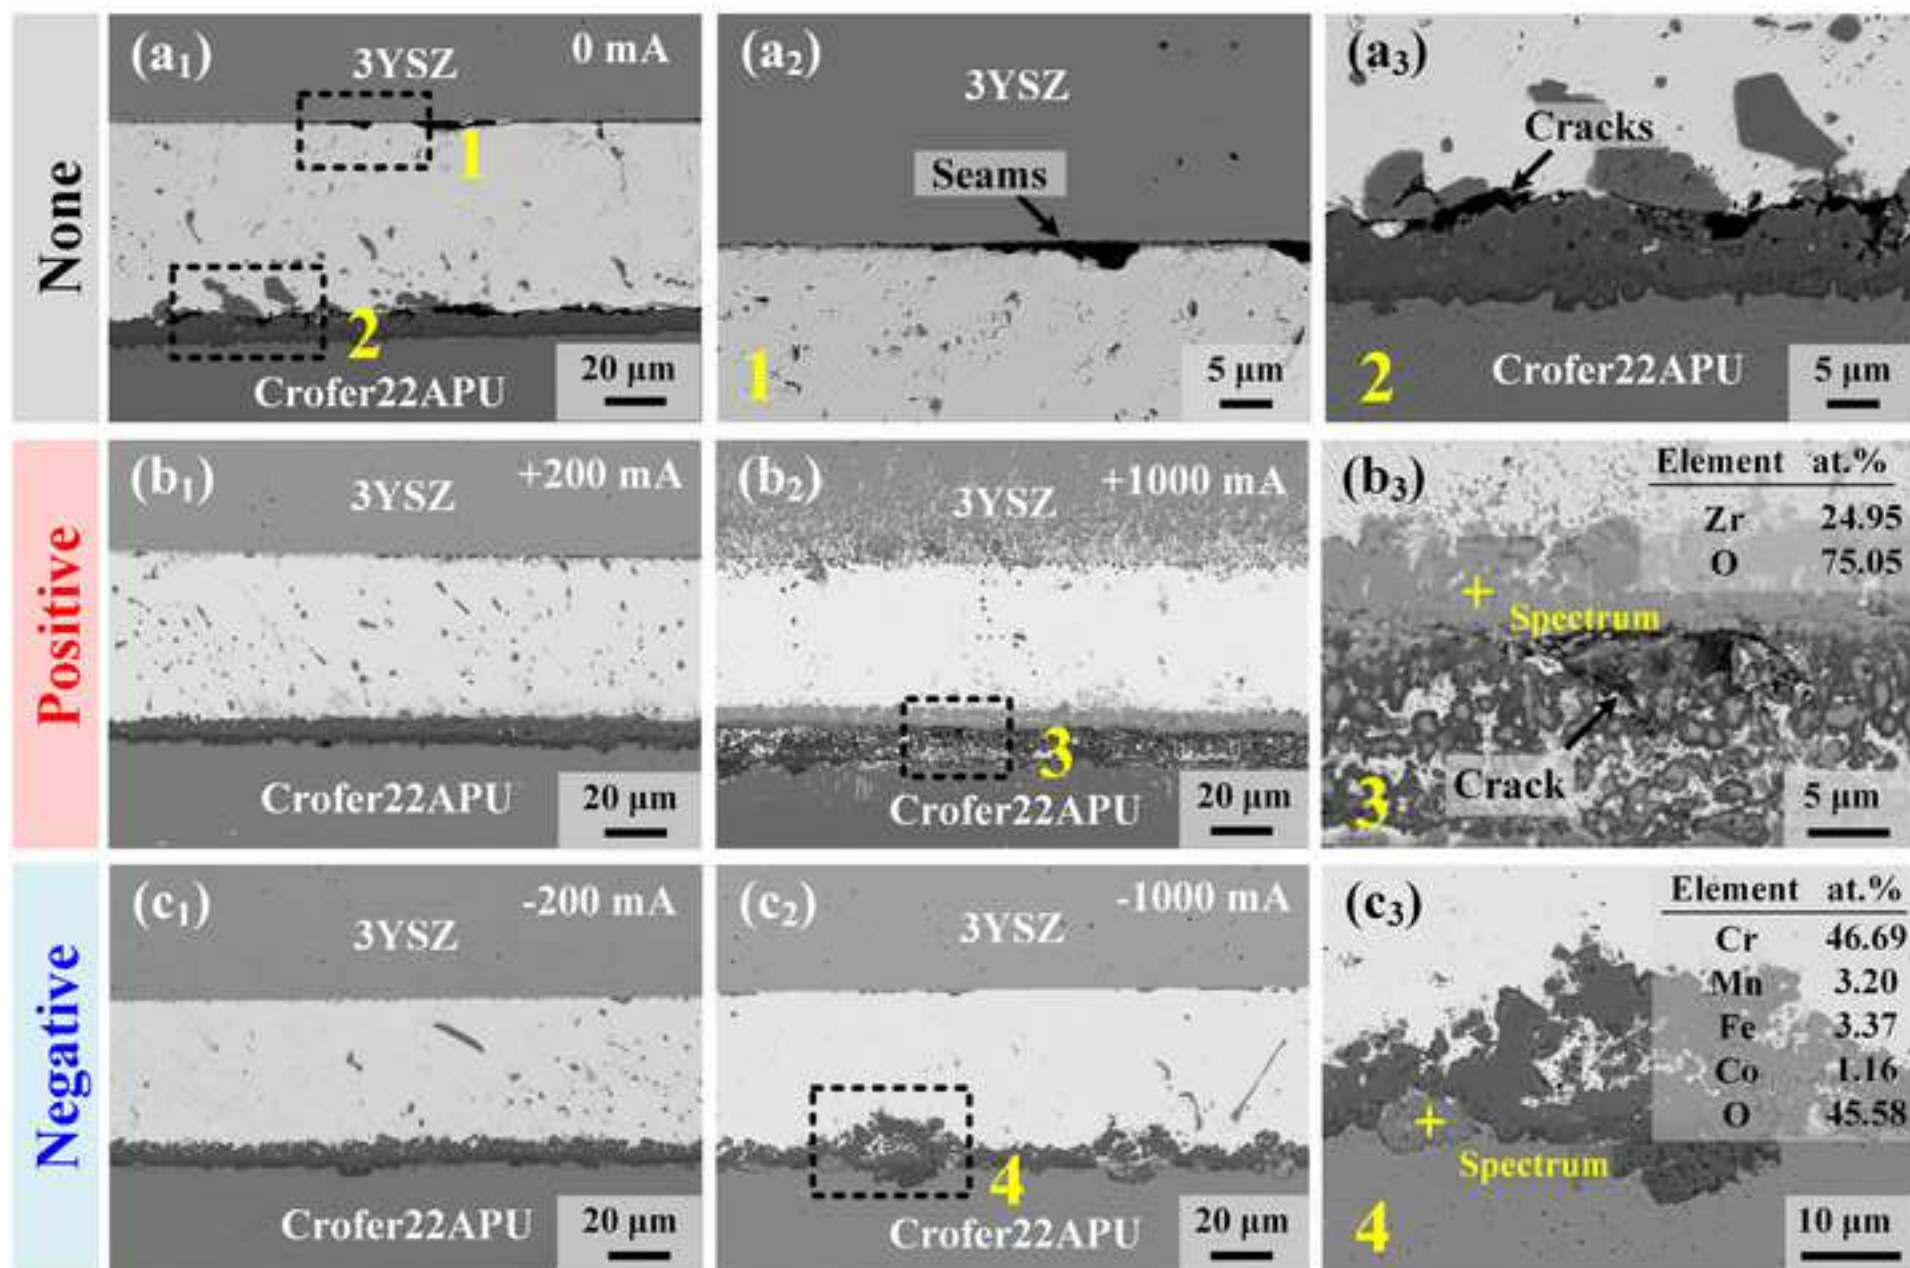 None
(a₁)
0 mA
3YSZ
1
2
Crofer22APU
20 μm
(a₂)
3YSZ
Seams
1
5 μm
(a₃)
Cracks
2
Crofer22APU
5 μm
Positive
(b₁)
+200 mA
3YSZ
Crofer22APU
20 μm
(b₂)
+1000 mA
3YSZ
3
Crofer22APU
20 μm
(b₃)
Element at.%
Zr 24.95
O 75.05
+
Spectrum
Crack
3
5 μm
Negative
(c₁)
-200 mA
3YSZ
Crofer22APU
20 μm
(c₂)
-1000 mA
3YSZ
4
Crofer22APU
20 μm
(c₃)
Element at.%
Cr 46.69
Mn 3.20
Fe 3.37
Co 1.16
O 45.58
+
Spectrum
4
10 μm